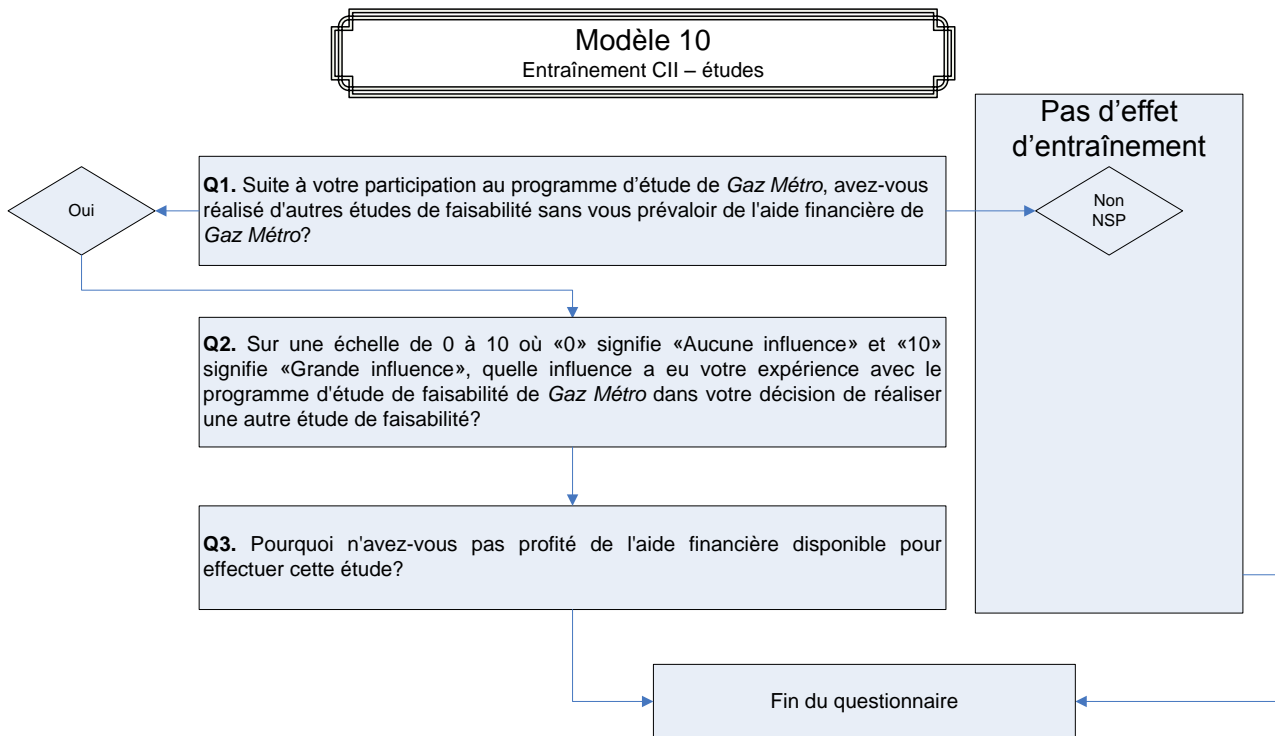 Modèle 10
Entraînement CII – études
Pas d'effet
d'entraînement
Oui
Q1. Suite à votre participation au programme d'étude de Gaz Métro, avez-vous
réalisé d'autres études de faisabilité sans vous prévaloir de l'aide financière de
Gaz Métro?
Non
NSP
Q2. Sur une échelle de 0 à 10 où «0» signifie «Aucune influence» et «10»
signifie «Grande influence», quelle influence a eu votre expérience avec le
programme d'étude de faisabilité de Gaz Métro dans votre décision de réaliser
une autre étude de faisabilité?
Q3. Pourquoi n'avez-vous pas profité de l'aide financière disponible pour
effectuer cette étude?
Fin du questionnaire